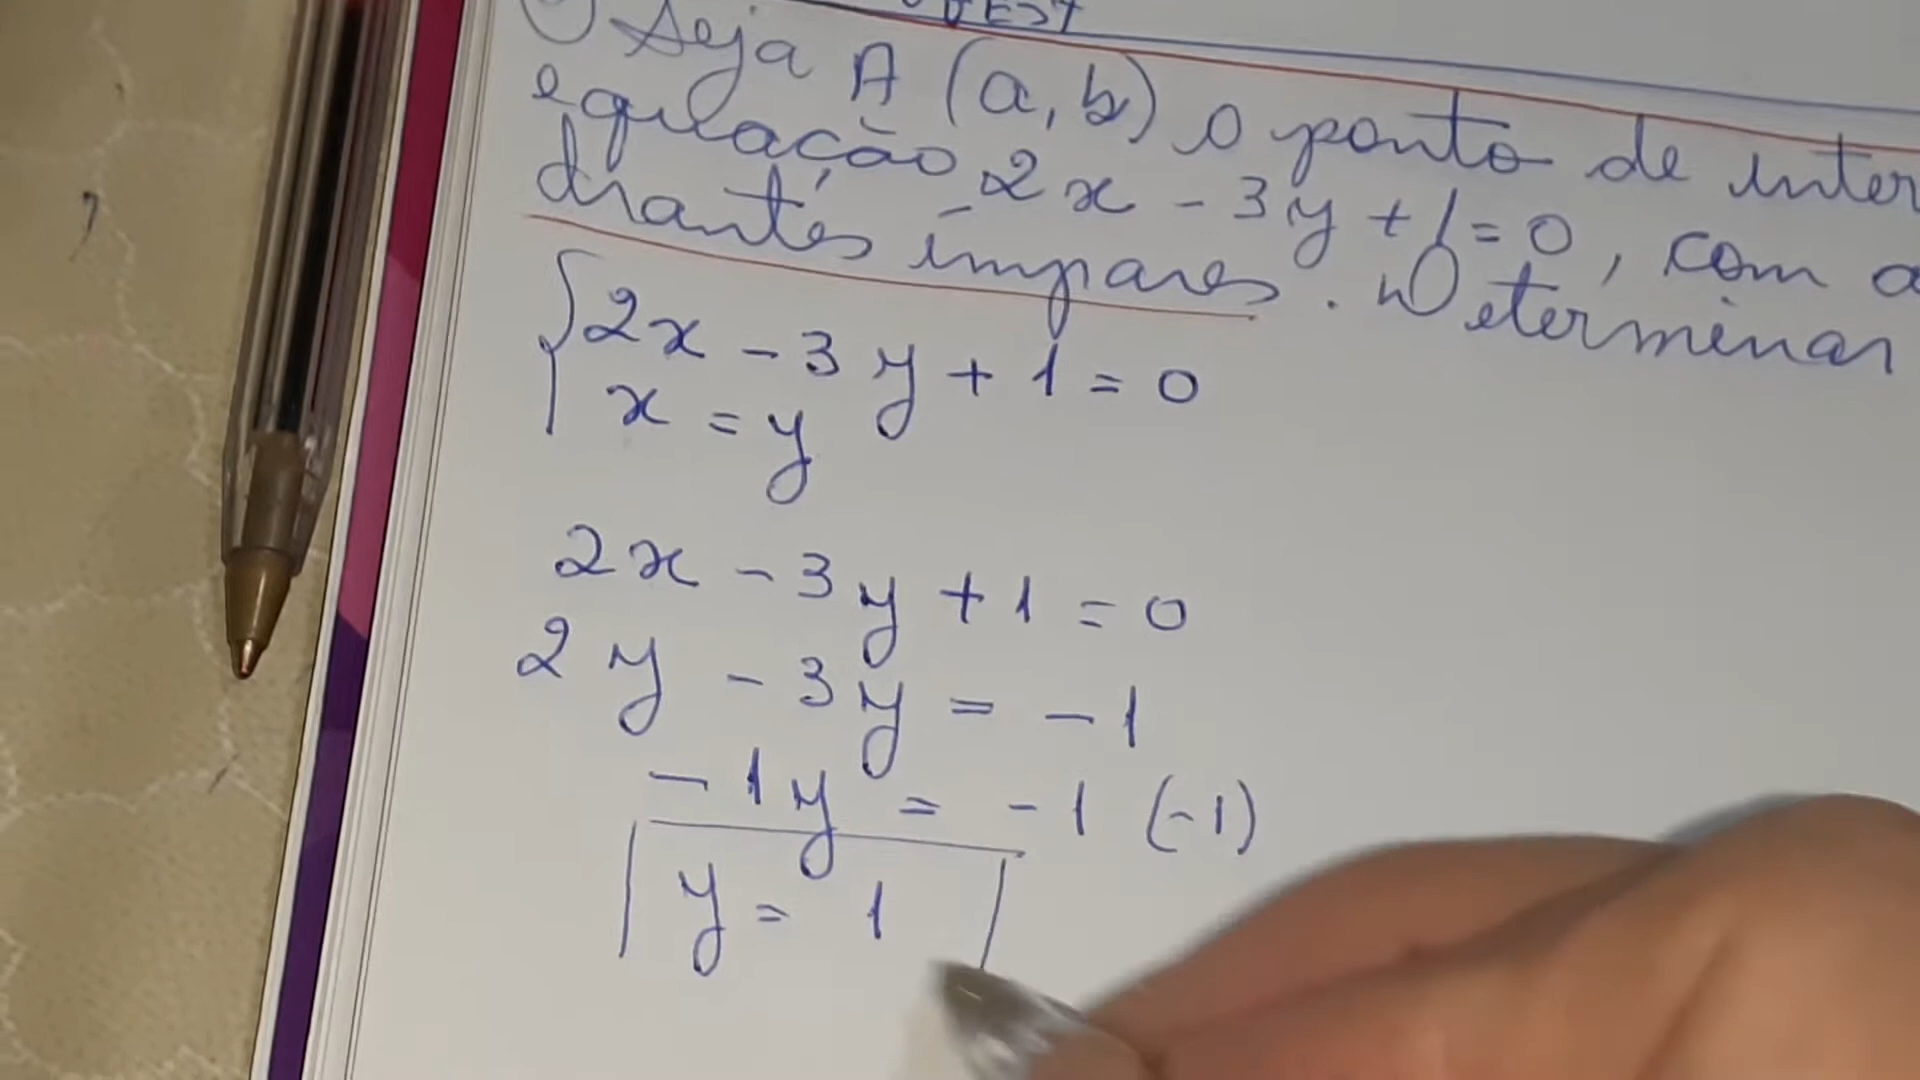 Seja A (a, b) o ponto de inter
equação 2x - 3y + 1 = 0, com a
drantes ímpares. Determinar
2x - 3y + 1 = 0
x = y
2x - 3y + 1 = 0
2y - 3y = -1
-1y = -1 (-1)
y = 1